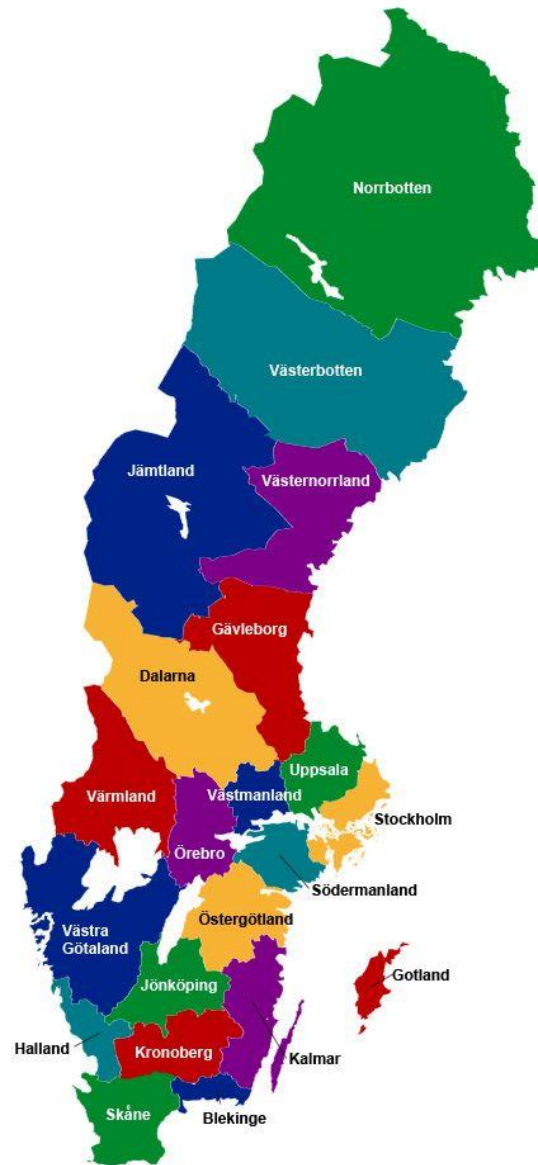 Norrbotten
Västerbotten
Jämtland
Västernorrland
Gävleborg
Dalarna
Uppsala
Värmland
Västmanland
Stockholm
Örebro
Södermanland
Östergötland
Västra
Götaland
Gotland
Jönköping
Halland
Kronoberg
Kalmar
Skåne
Blekinge